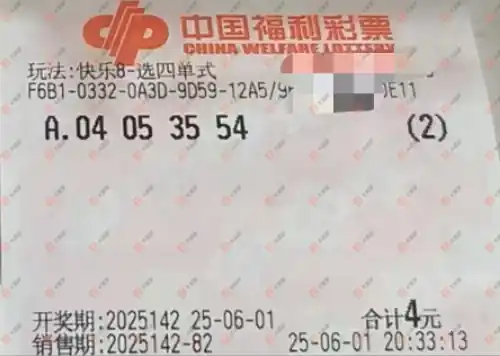 中国福利彩票
CHINA WELFARE LOTTERY
玩法:快乐8-选四单式
F6B1-0332-0A3D-9D59-12A5/9 DE11
A.04 05 35 54 (2)
开奖期:2025142 25-06-01 合计4元
销售期:2025142-82 25-06-01 20:33:13